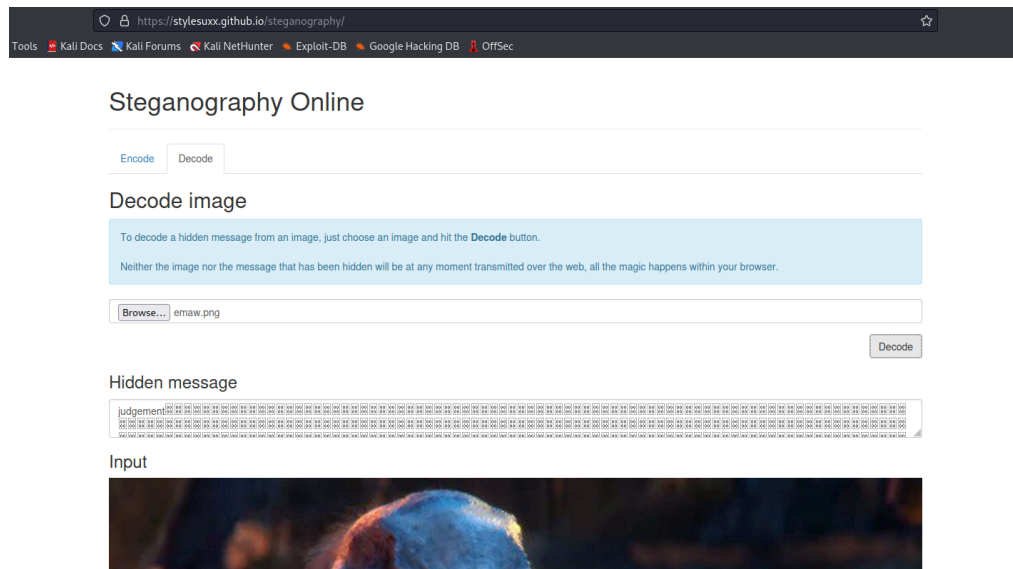 https://stylesuxx.github.io/steganography/
Tools Kali Docs Kali Forums Kali NetHunter Exploit-DB Google Hacking DB OffSec
Steganography Online
Encode Decode
Decode image
To decode a hidden message from an image, just choose an image and hit the Decode button.
Neither the image nor the message that has been hidden will be at any moment transmitted over the web, all the magic happens within your browser.
Browse... emaw.png
Decode
Hidden message
judgement
Input